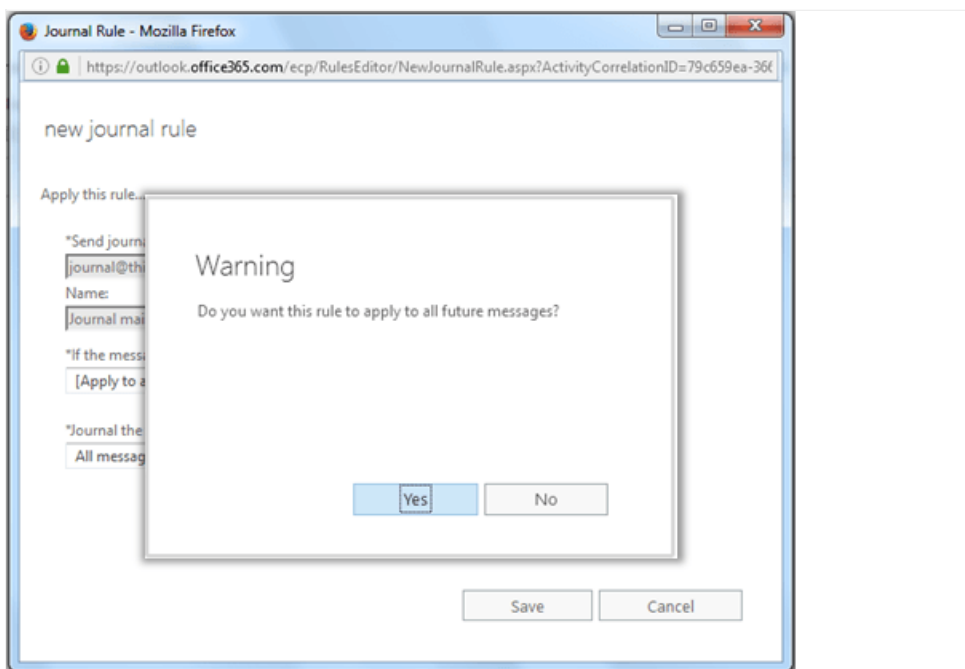 Journal Rule - Mozilla Firefox
https://outlook.office365.com/ecp/RulesEditor/NewJournalRule.aspx?ActivityCorrelationID=79c659ea-366
new journal rule
Apply this rule...
*Send journa
journal@thi
Name:
Journal mai
*If the messa
[Apply to a
*Journal the
All messag
Warning
Do you want this rule to apply to all future messages?
Yes No
Save Cancel